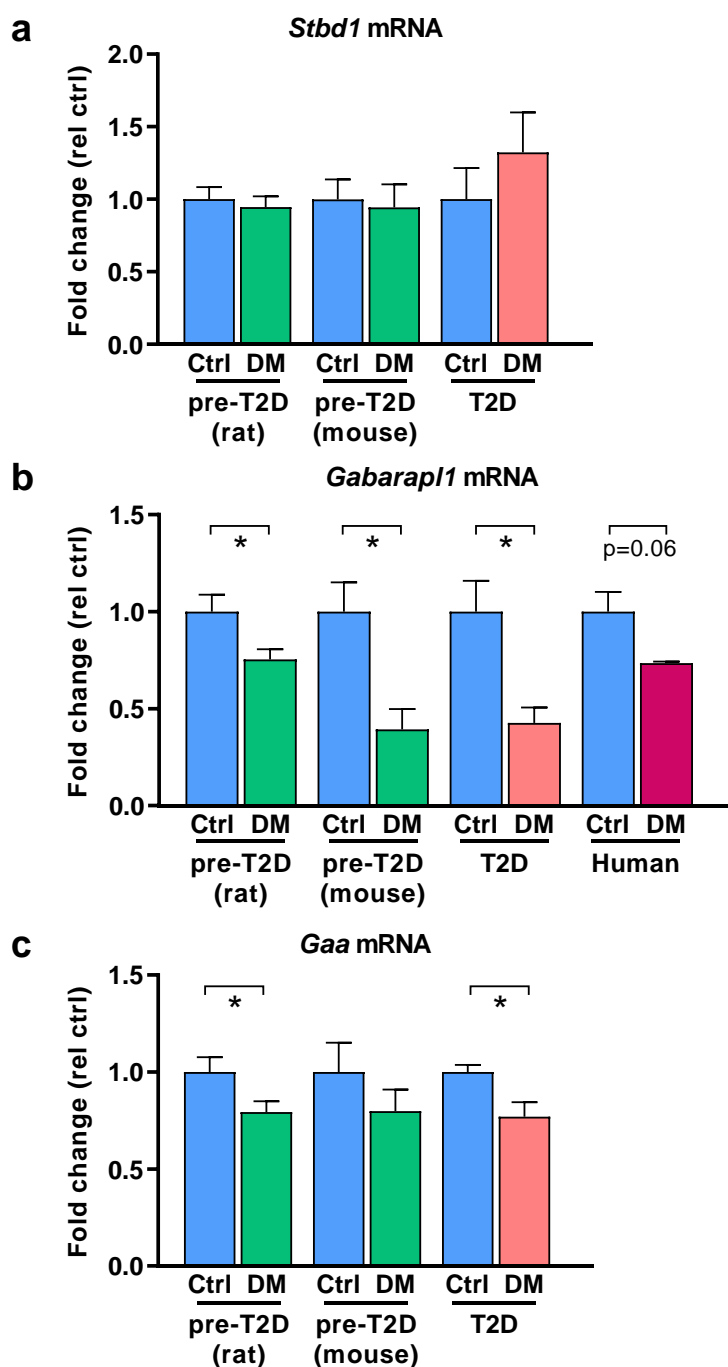 a
Stbd1 mRNA
Fold change (rel ctrl)
2.0
1.5
1.0
0.5
0.0
Ctrl DM Ctrl DM Ctrl DM
pre-T2D pre-T2D T2D
(rat) (mouse)
b
Gabarapl1 mRNA
Fold change (rel ctrl)
1.5
1.0
0.5
0.0
* * * p=0.06
Ctrl DM Ctrl DM Ctrl DM Ctrl DM
pre-T2D pre-T2D T2D Human
(rat) (mouse)
c
Gaa mRNA
Fold change (rel ctrl)
1.5
1.0
0.5
0.0
* *
Ctrl DM Ctrl DM Ctrl DM
pre-T2D pre-T2D T2D
(rat) (mouse)